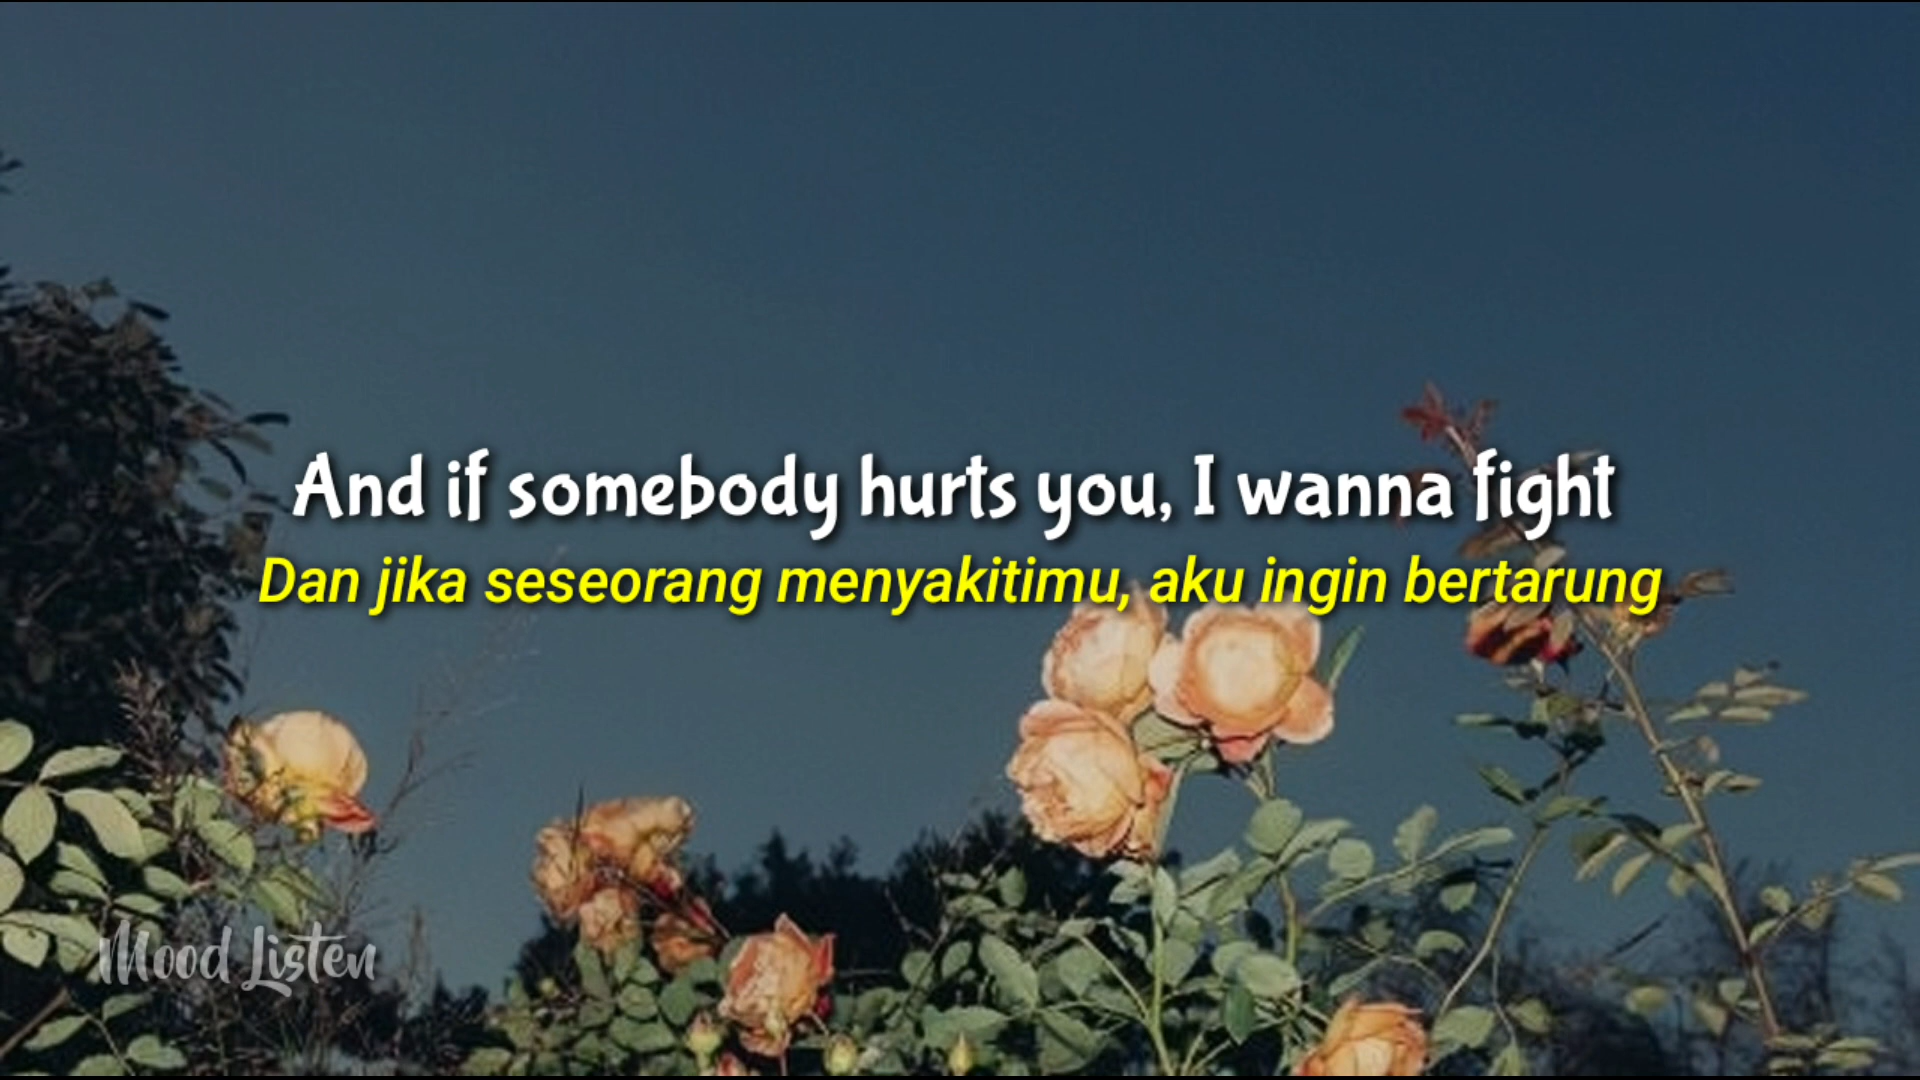 And if somebody hurts you, I wanna fight
Dan jika seseorang menyakitimu, aku ingin bertarung
Mood Listen